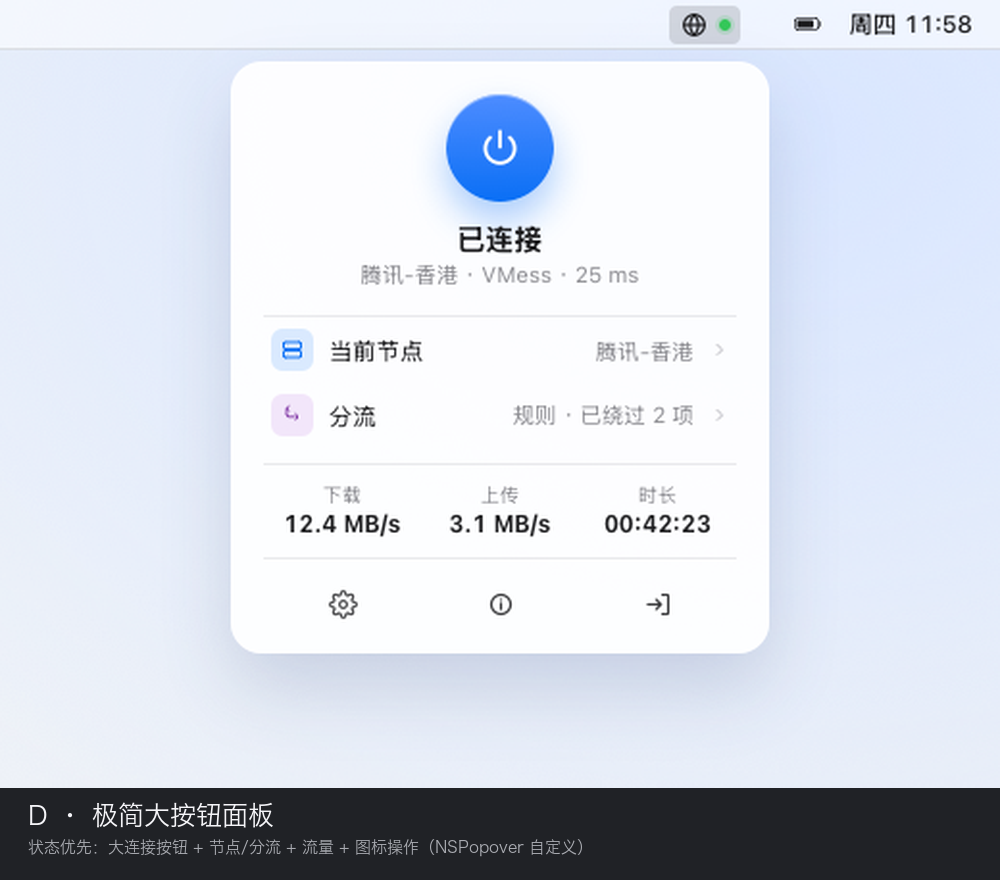 周四 11:58
已连接
腾讯-香港 · VMess · 25 ms
当前节点 腾讯-香港
分流 规则 · 已绕过 2 项
下载 上传 时长
12.4 MB/s 3.1 MB/s 00:42:23
D · 极简大按钮面板
状态优先：大连接按钮 + 节点/分流 + 流量 + 图标操作（NSPopover 自定义）